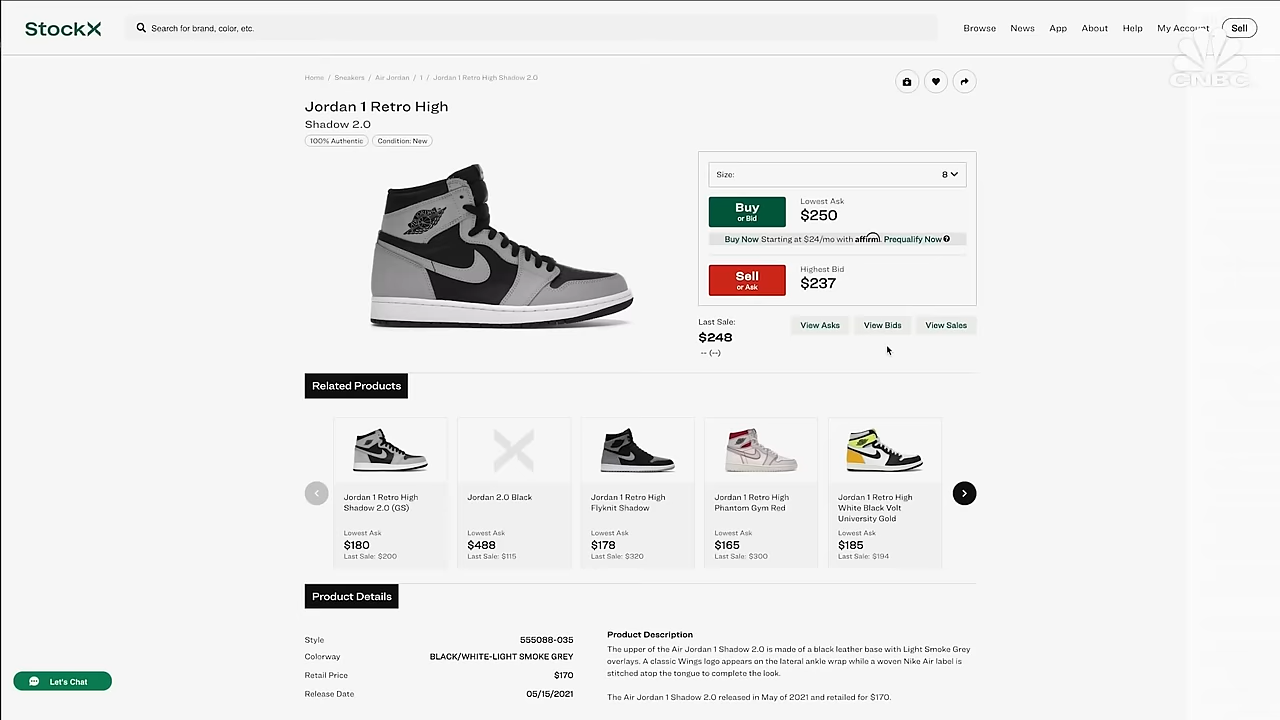 StockX
Search for brand, color, etc.
Browse News App About Help My Account Sell
CNBC
Home / Sneakers / Air Jordan / 1 / Jordan 1 Retro High Shadow 2.0
Jordan 1 Retro High
Shadow 2.0
100% Authentic Condition: New
Size: 8
Buy
or Bid
Lowest Ask
$250
Buy Now Starting at $24/mo with affirm. Prequalify Now
Sell
or Ask
Highest Bid
$237
Last Sale:
$248
-- (--)
View Asks View Bids View Sales
Related Products
Jordan 1 Retro High
Shadow 2.0 (GS)
Lowest Ask
$180
Last Sale: $200
Jordan 2.0 Black
Lowest Ask
$488
Last Sale: $115
Jordan 1 Retro High
Flyknit Shadow
Lowest Ask
$178
Last Sale: $320
Jordan 1 Retro High
Phantom Gym Red
Lowest Ask
$165
Last Sale: $300
Jordan 1 Retro High
White Black Volt
University Gold
Lowest Ask
$185
Last Sale: $194
Product Details
Style 555088-035
Colorway BLACK/WHITE-LIGHT SMOKE GREY
Retail Price $170
Release Date 05/15/2021
Product Description
The upper of the Air Jordan 1 Shadow 2.0 is made of a black leather base with Light Smoke Grey
overlays. A classic Wings logo appears on the lateral ankle wrap while a woven Nike Air label is
stitched atop the tongue to complete the look.
The Air Jordan 1 Shadow 2.0 released in May of 2021 and retailed for $170.
Let's Chat